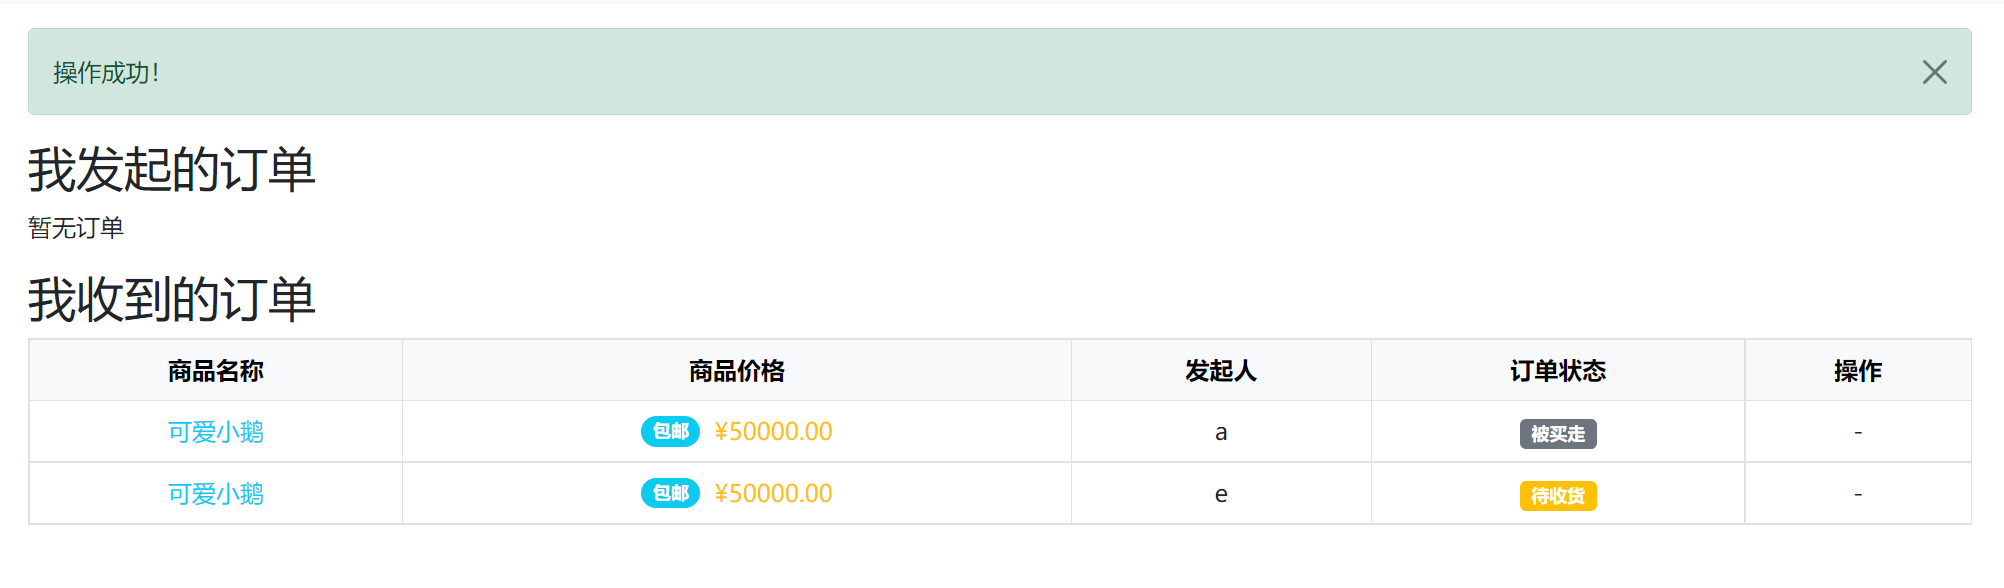 操作成功！
我发起的订单
暂无订单
我收到的订单
商品名称 商品价格 发起人 订单状态 操作
可爱小鹅 包邮 ¥50000.00 a 被买走 -
可爱小鹅 包邮 ¥50000.00 e 待收货 -